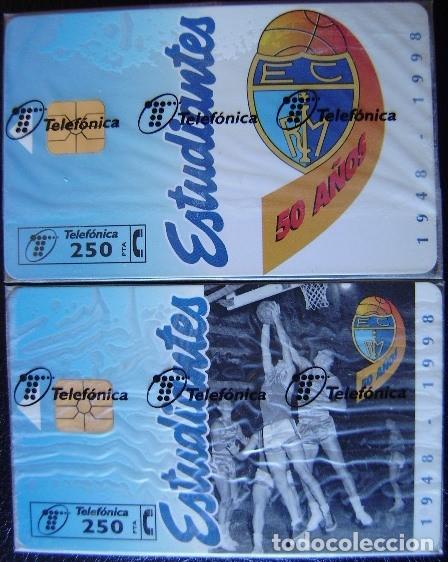 Estudiantes
EC
RM
50 AÑOS
1948 - 1998
Telefónica
Telefónica
Telefónica
Telefónica
250 PTA
Estudiantes
EC
50 AÑOS
1948 - 1998
Telefónica
Telefónica
Telefónica
Telefónica
250 PTA
todocoleccion